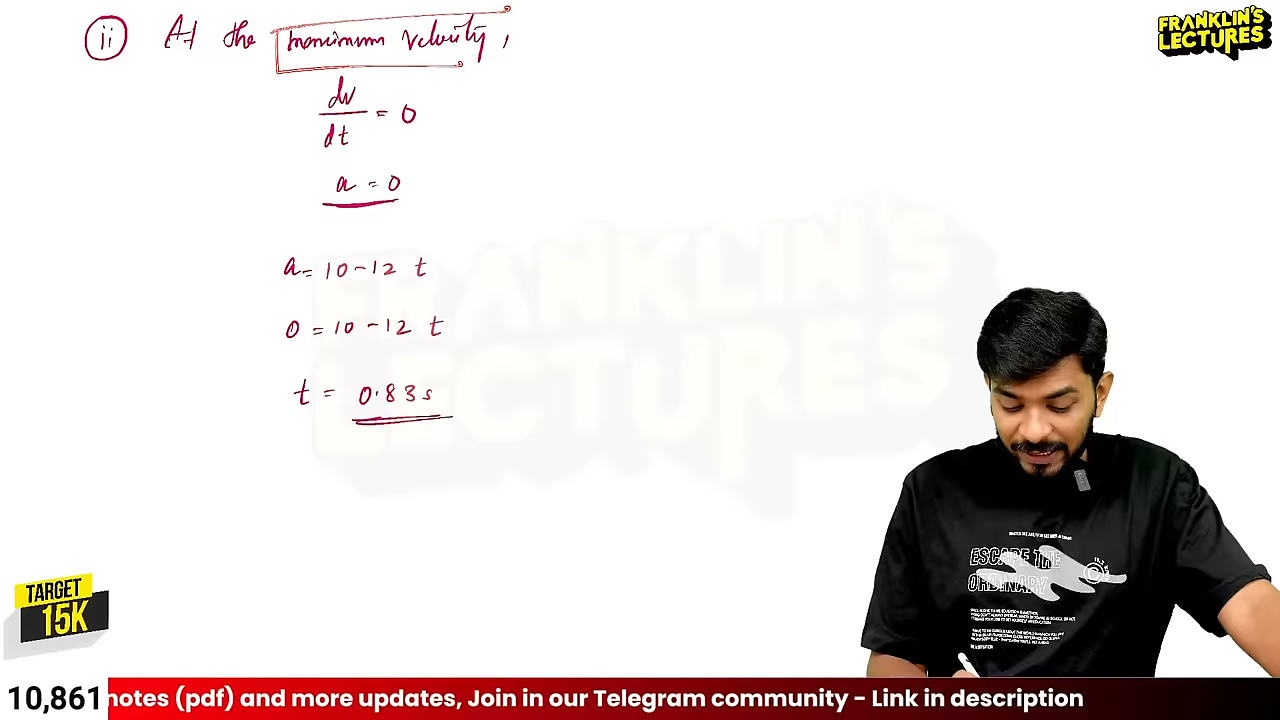 ii At the maximum velocity,
dv
dt = 0
a = 0
a = 10 - 12 t
0 = 10 - 12 t
t = 0.83 s
FRANKLIN'S
LECTURES
FRANKLIN'S
LECTURES
ESCAPE THE
ORDINARY
TARGET
15K
10,861
notes (pdf) and more updates, Join in our Telegram community - Link in description